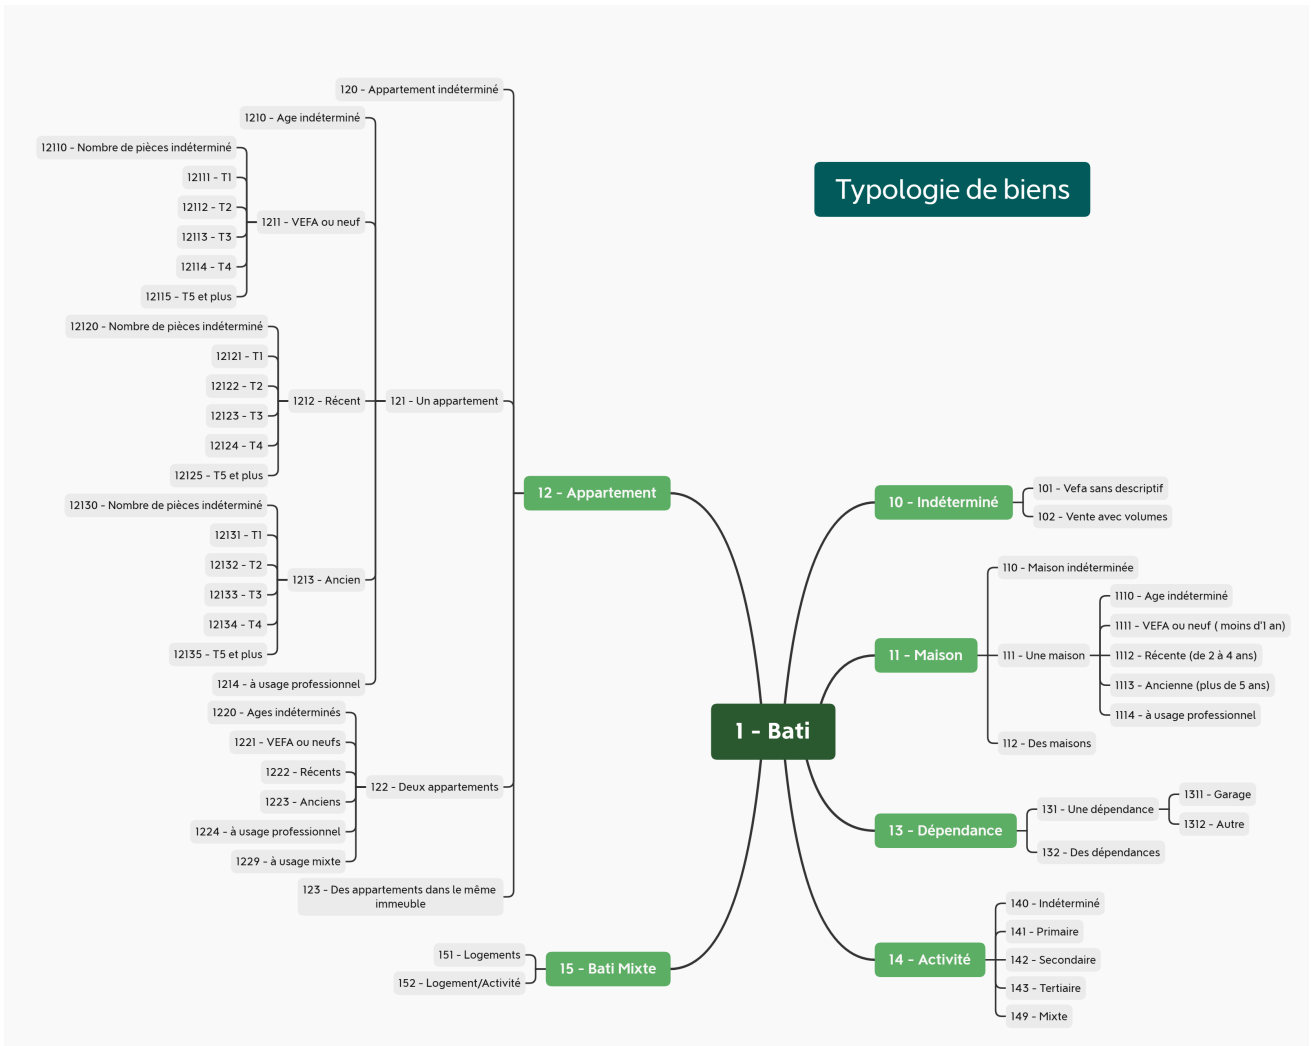 Typologie de biens
1 - Bati
12 - Appartement
120 - Appartement indéterminé
121 - Un appartement
1210 - Age indéterminé
1211 - VEFA ou neuf
12110 - Nombre de pièces indéterminé
12111 - T1
12112 - T2
12113 - T3
12114 - T4
12115 - T5 et plus
1212 - Récent
12120 - Nombre de pièces indéterminé
12121 - T1
12122 - T2
12123 - T3
12124 - T4
12125 - T5 et plus
1213 - Ancien
12130 - Nombre de pièces indéterminé
12131 - T1
12132 - T2
12133 - T3
12134 - T4
12135 - T5 et plus
1214 - à usage professionnel
122 - Deux appartements
1220 - Ages indéterminés
1221 - VEFA ou neufs
1222 - Récents
1223 - Anciens
1224 - à usage professionnel
1229 - à usage mixte
123 - Des appartements dans le même
immeuble
15 - Bati Mixte
151 - Logements
152 - Logement/Activité
10 - Indéterminé
101 - Vefa sans descriptif
102 - Vente avec volumes
11 - Maison
110 - Maison indéterminée
111 - Une maison
1110 - Age indéterminé
1111 - VEFA ou neuf ( moins d'1 an)
1112 - Récente (de 2 à 4 ans)
1113 - Ancienne (plus de 5 ans)
1114 - à usage professionnel
112 - Des maisons
13 - Dépendance
131 - Une dépendance
1311 - Garage
1312 - Autre
132 - Des dépendances
14 - Activité
140 - Indéterminé
141 - Primaire
142 - Secondaire
143 - Tertiaire
149 - Mixte